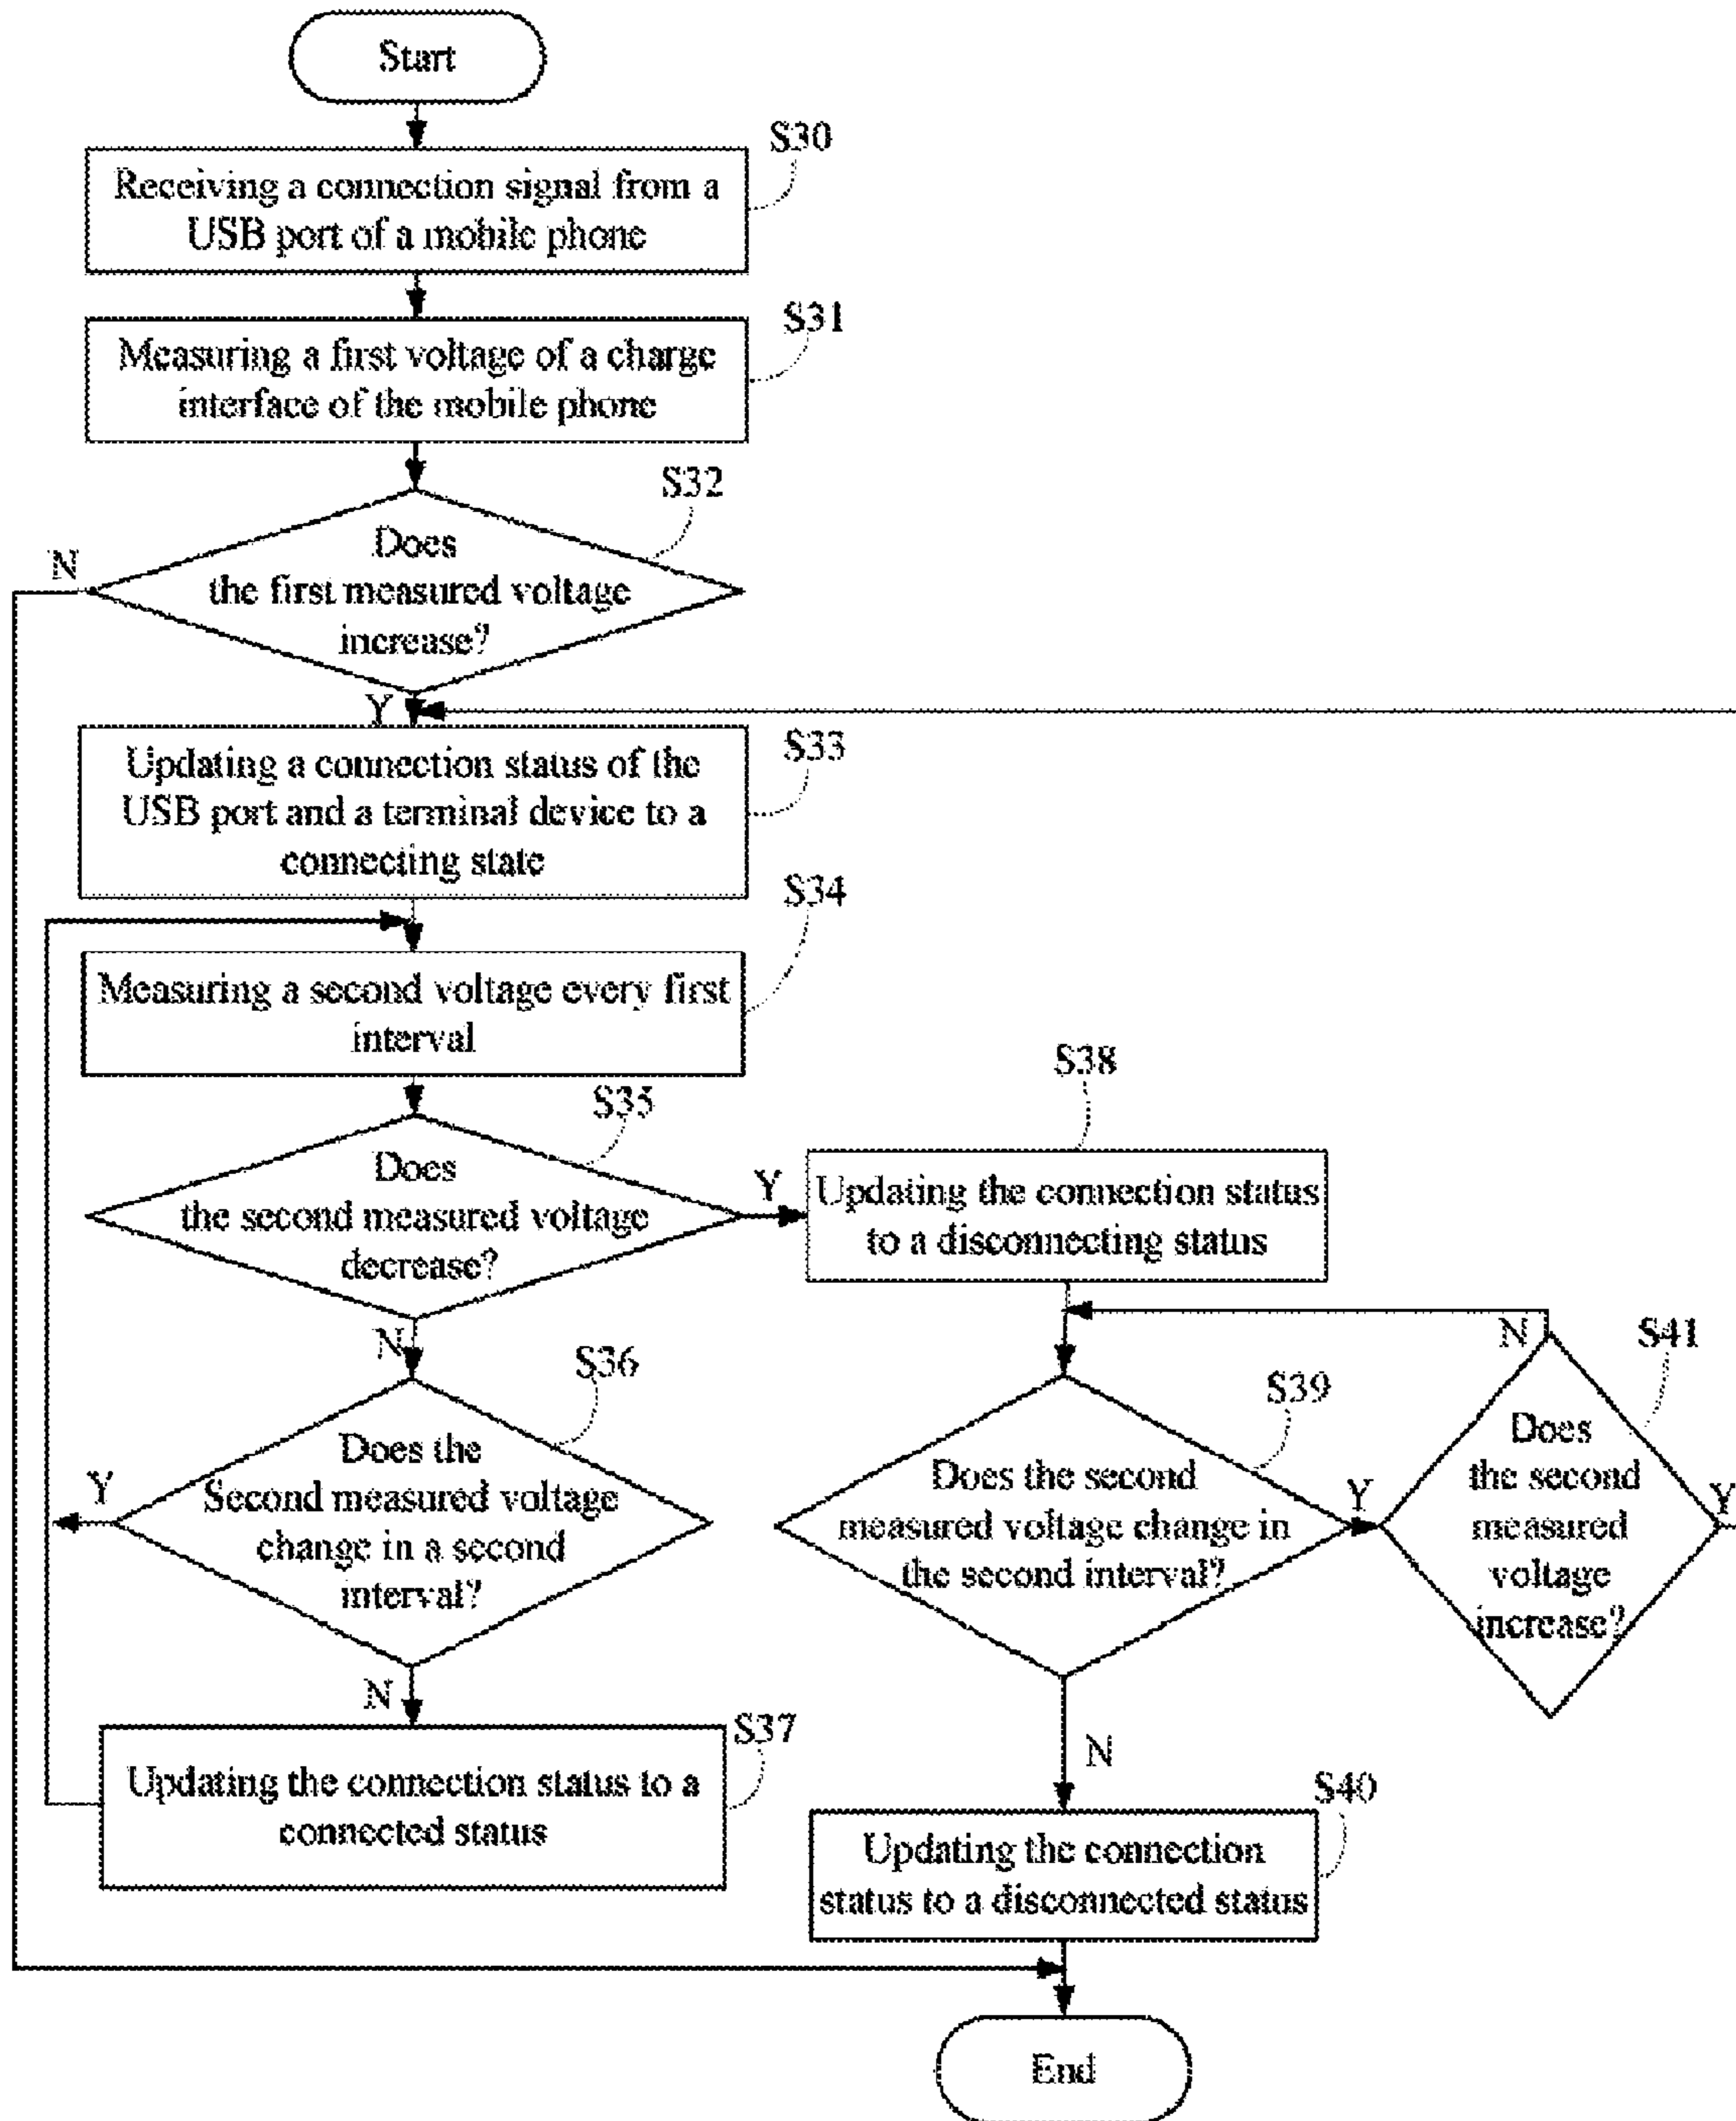 Start
S30
Receiving a connection signal from a
USB port of a mobile phone
S31
Measuring a first voltage of a charge
interface of the mobile phone
S32
Does
the first measured voltage
increase?
N
Y
S33
Updating a connection status of the
USB port and a terminal device to a
connecting state
S34
Measuring a second voltage every first
interval
S35
Does
the second measured voltage
decrease?
Y
N
S38
Updating the connection status
to a disconnecting status
S36
Does the
Second measured voltage
change in a second
interval?
Y
N
S39
Does the second
measured voltage change in
the second interval?
Y
N
S41
Does
the second
measured
voltage
increase?
N
Y
S37
Updating the connection status to a
connected status
S40
Updating the connection
status to a disconnected status
End